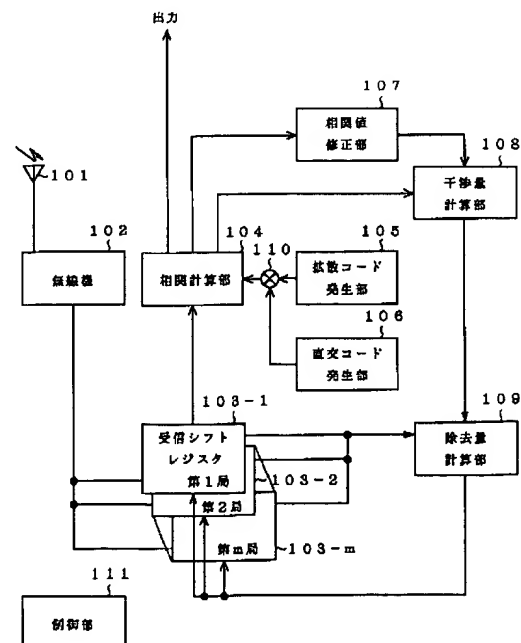 出力
107
相関値
修正部
108
干渉量
計算部
101
102
無線機
104
相関計算部
110
105
拡散コード
発生部
106
直交コード
発生部
103-1
受信シフト
レジスタ
第1局
103-2
第2局
103-m
第m局
109
除去量
計算部
111
制御部